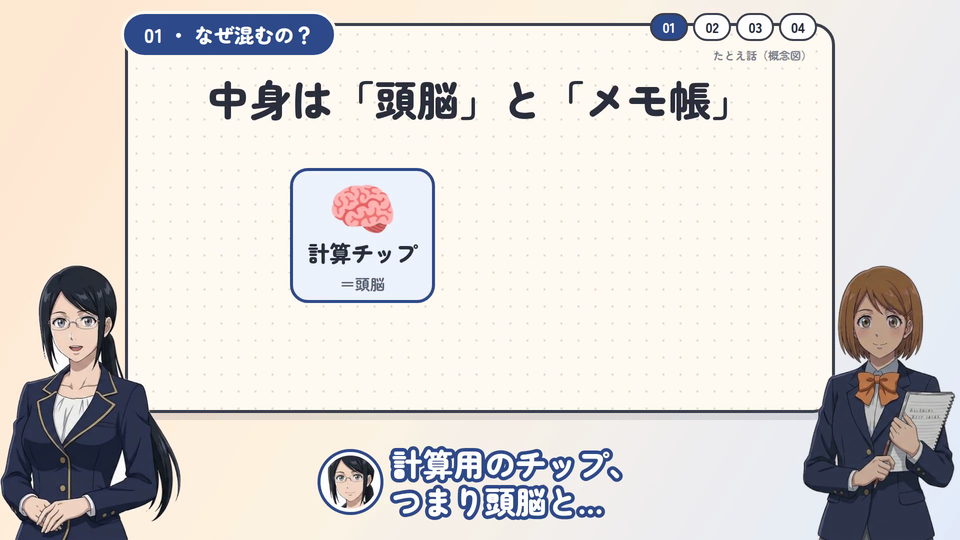 01 ・ なぜ混むの？
01 02 03 04
たとえ話（概念図）
中身は「頭脳」と「メモ帳」
計算チップ
＝頭脳
計算用のチップ、
つまり頭脳と…